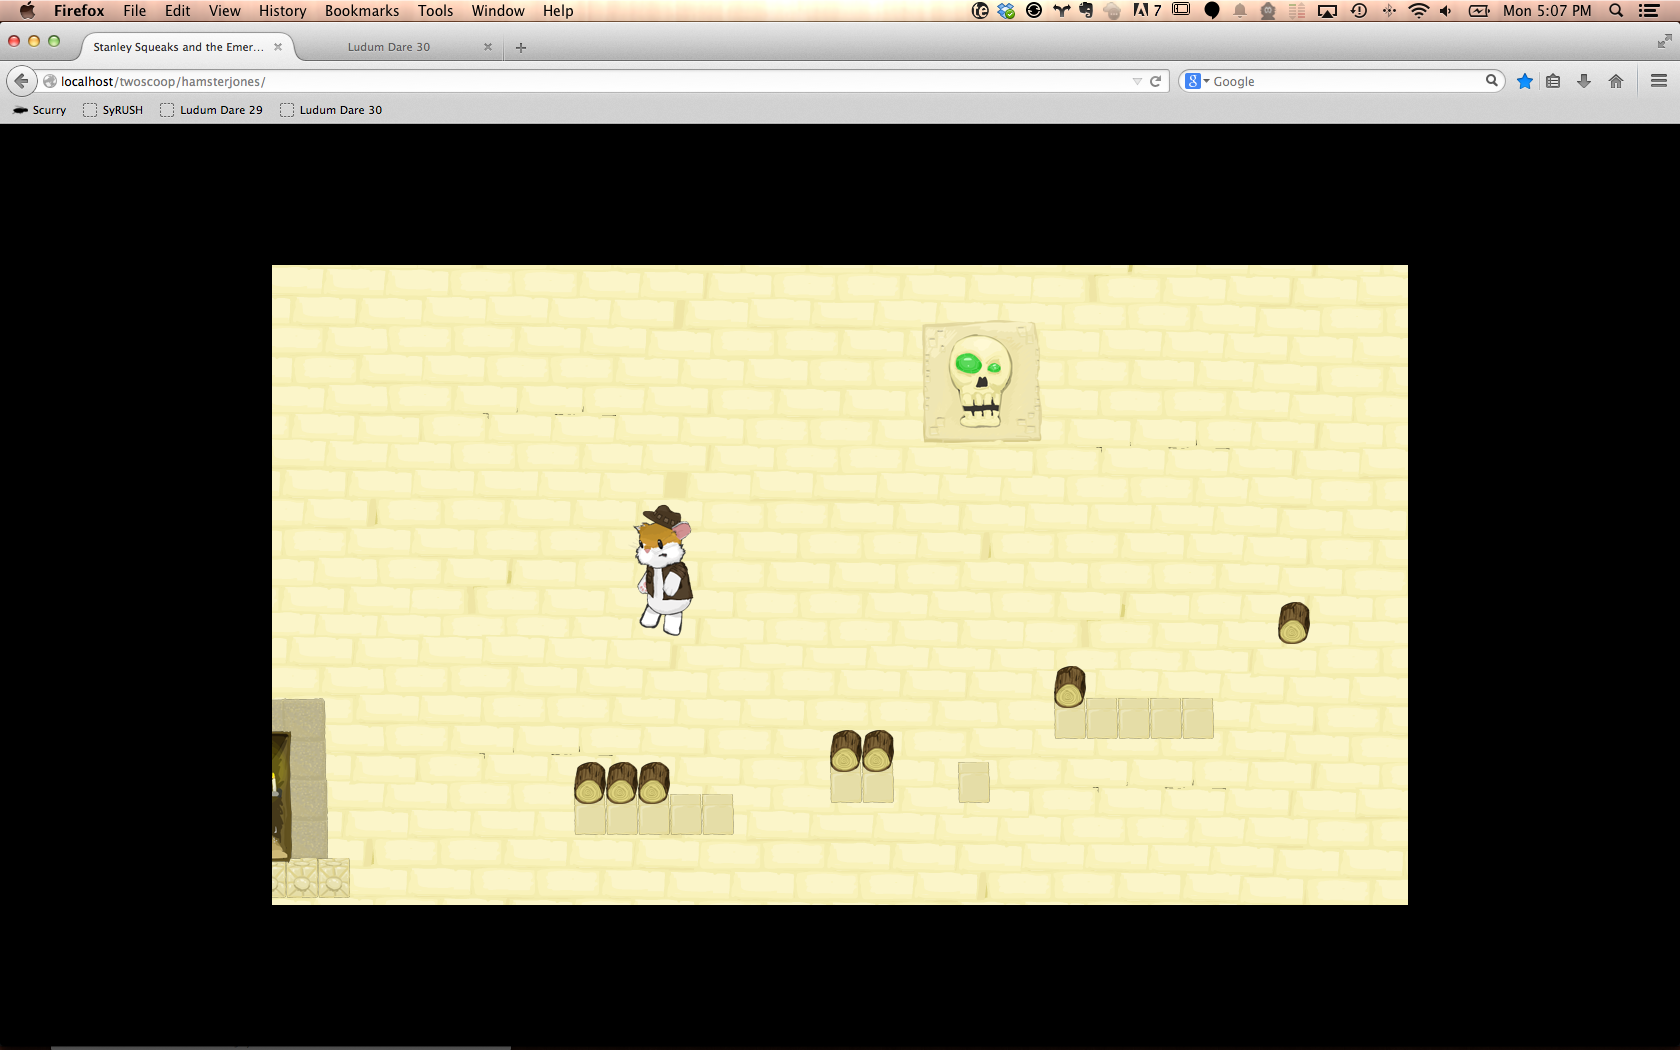 Firefox File Edit View History Bookmarks Tools Window Help 7 Mon 5:07 PM
Stanley Squeaks and the Emer... Ludum Dare 30
localhost/twoscoop/hamsterjones/ Google
Scurry SyRUSH Ludum Dare 29 Ludum Dare 30